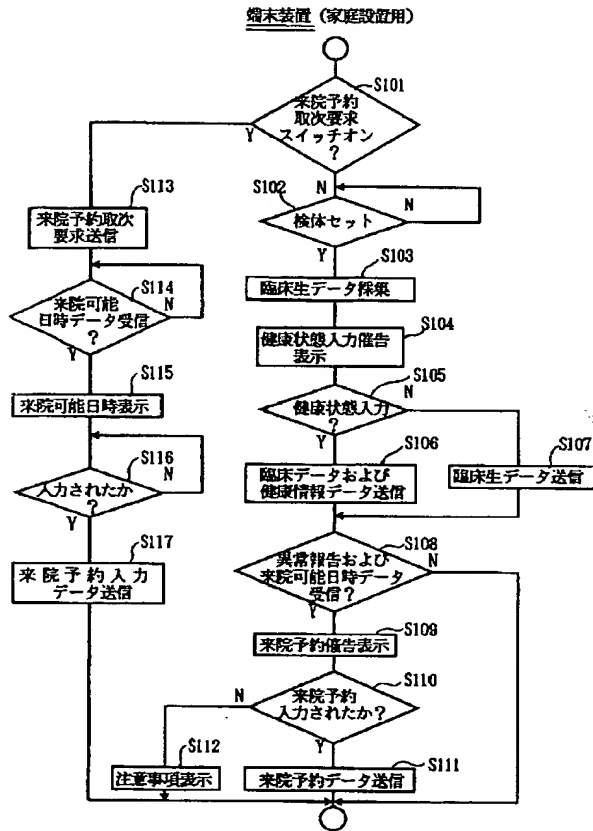 端末装置(家庭設置用)
S101
来院予約
取次要求
スイッチオン
?
Y
N
S102
検体セット
N
Y
S103
臨床生データ採集
S104
健康状態入力催告
表示
S105
健康状態入力
?
N
Y
S106
臨床データおよび
健康情報データ送信
S107
臨床生データ送信
S108
異常報告および
来院可能日時データ
受信?
N
Y
S109
来院予約催告表示
S110
来院予約
入力されたか?
N
Y
S112
注意事項表示
S111
来院予約データ送信
S113
来院予約取次
要求送信
S114
来院可能
日時データ受信
?
N
Y
S115
来院可能日時表示
S116
入力されたか
?
N
Y
S117
来院予約入力
データ送信